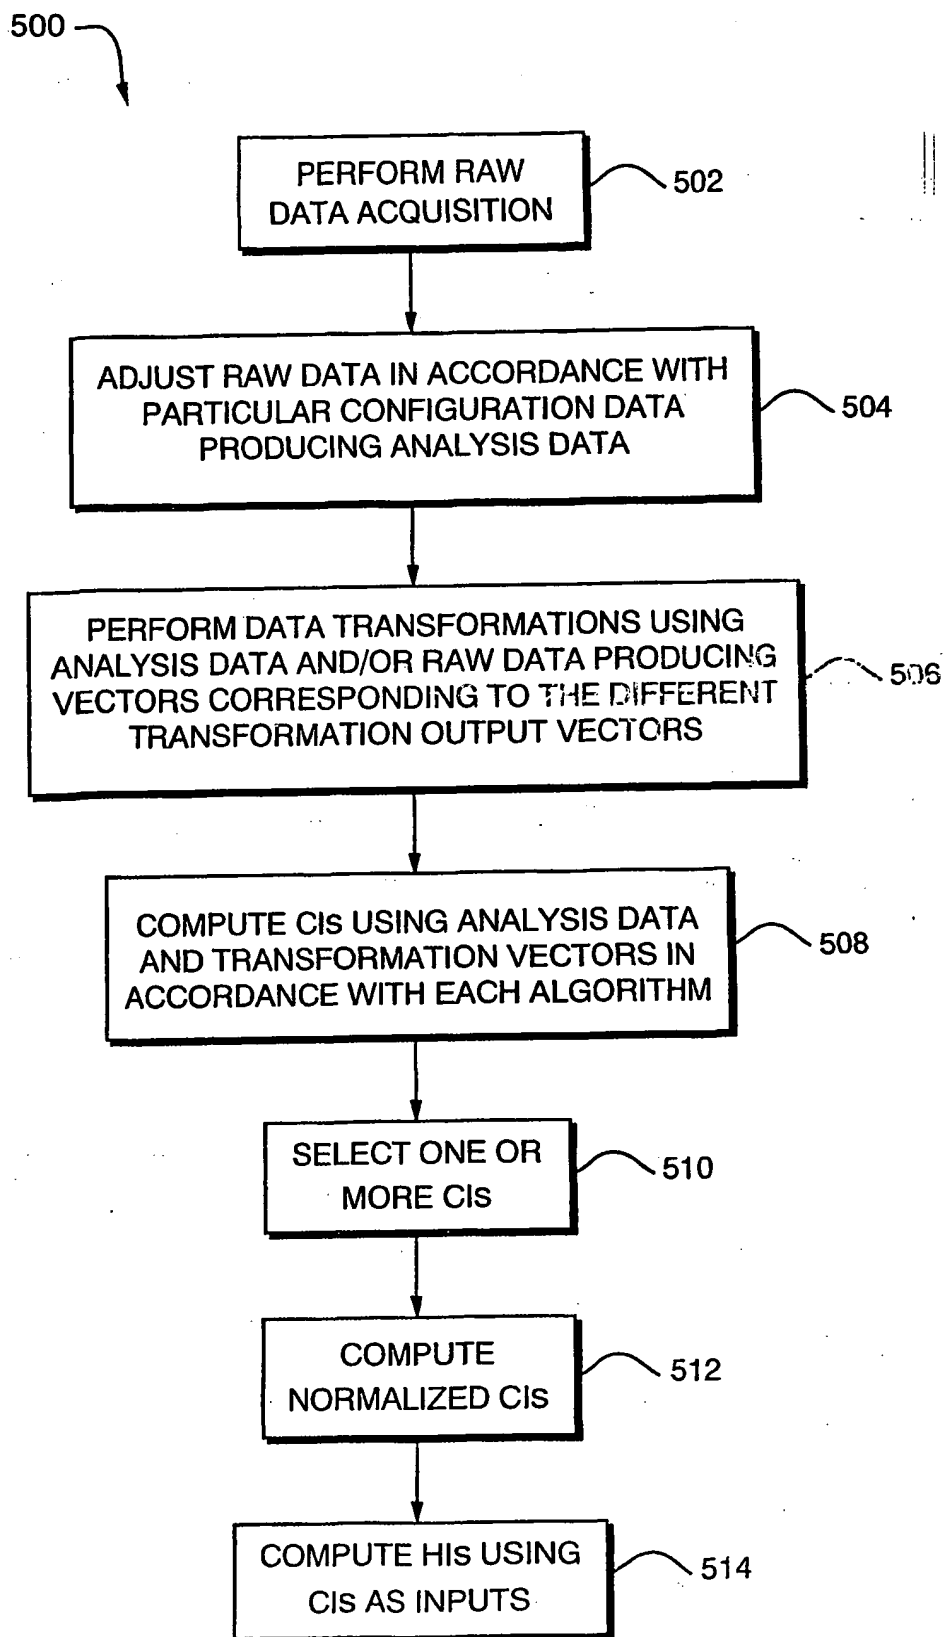 500
PERFORM RAW
DATA ACQUISITION
502
ADJUST RAW DATA IN ACCORDANCE WITH
PARTICULAR CONFIGURATION DATA
PRODUCING ANALYSIS DATA
504
PERFORM DATA TRANSFORMATIONS USING
ANALYSIS DATA AND/OR RAW DATA PRODUCING
VECTORS CORRESPONDING TO THE DIFFERENT
TRANSFORMATION OUTPUT VECTORS
506
COMPUTE CIs USING ANALYSIS DATA
AND TRANSFORMATION VECTORS IN
ACCORDANCE WITH EACH ALGORITHM
508
SELECT ONE OR
MORE CIs
510
COMPUTE
NORMALIZED CIs
512
COMPUTE HIs USING
CIs AS INPUTS
514